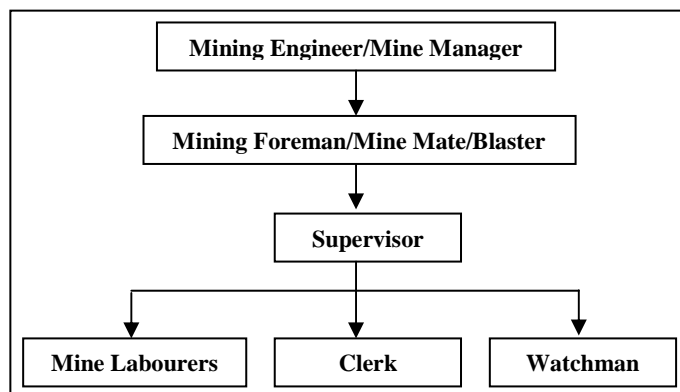 Mining Engineer/Mine Manager
Mining Foreman/Mine Mate/Blaster
Supervisor
Mine Labourers
Clerk
Watchman